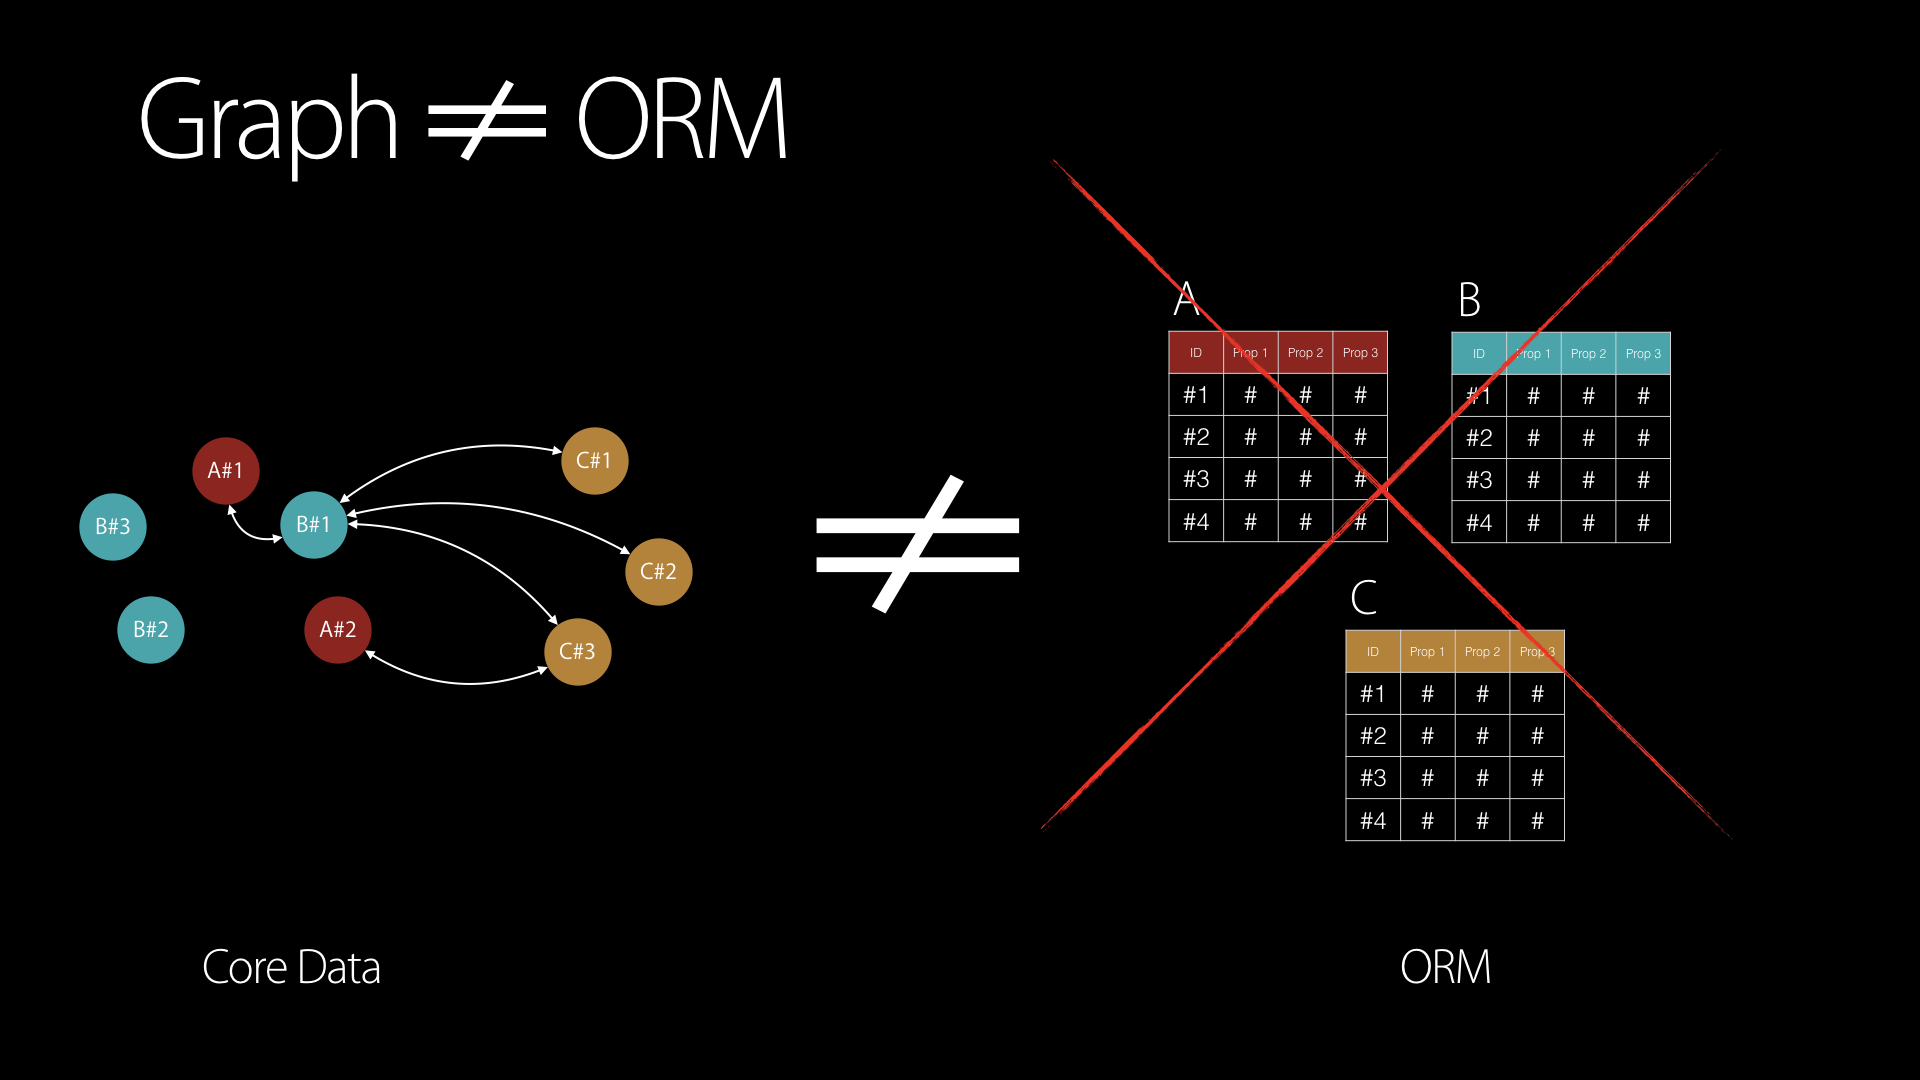 Graph ≠ ORM
A#1
B#3
B#1
B#2
A#2
C#1
C#2
C#3
≠
A
ID Prop 1 Prop 2 Prop 3
#1 # # #
#2 # # #
#3 # # #
#4 # # #
B
ID Prop 1 Prop 2 Prop 3
#1 # # #
#2 # # #
#3 # # #
#4 # # #
C
ID Prop 1 Prop 2 Prop 3
#1 # # #
#2 # # #
#3 # # #
#4 # # #
Core Data
ORM